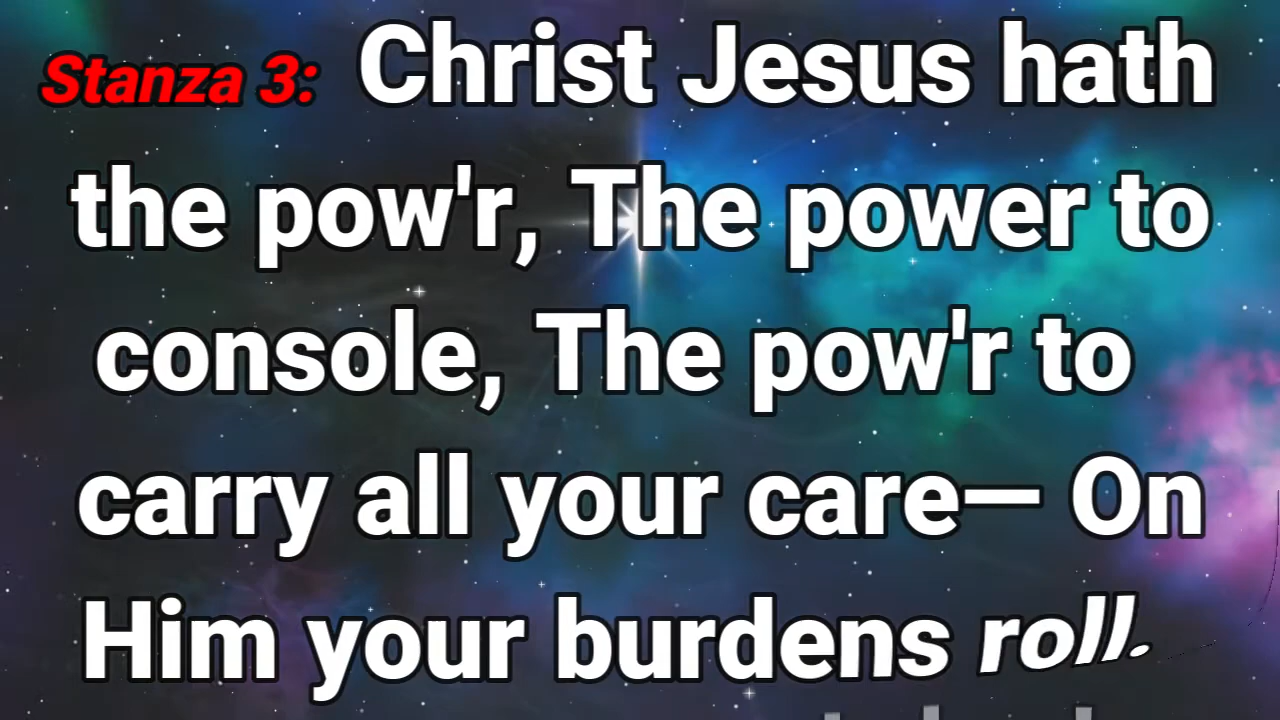 Stanza 3: Christ Jesus hath
the pow'r, The power to
console, The pow'r to
carry all your care— On
Him your burdens roll.